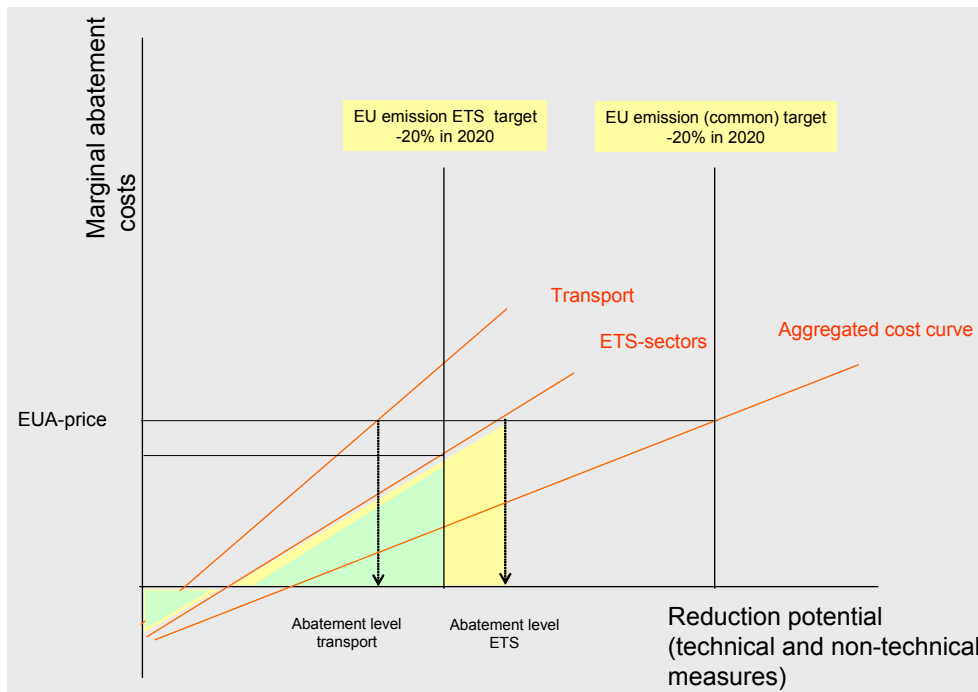 Marginal abatement
costs
EU emission ETS target
-20% in 2020
EU emission (common) target
-20% in 2020
Transport
ETS-sectors
Aggregated cost curve
EUA-price
Abatement level
transport
Abatement level
ETS
Reduction potential
(technical and non-technical
measures)